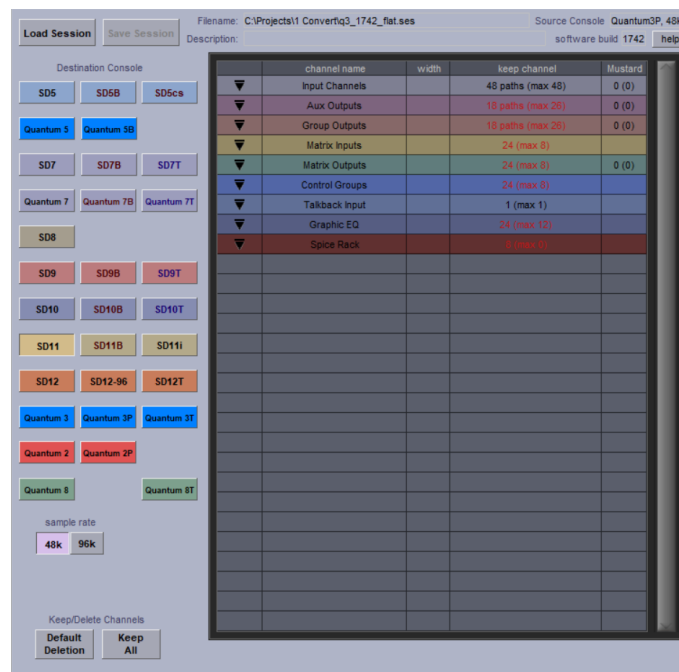 Filename: C:\Projects\1 Convert\q3_1742_flat.ses Source Console Quantum3P, 48k
Load Session Save Session Description: software build 1742 help
Destination Console
channel name width keep channel Mustard
SD5 SD5B SD5cs
Input Channels 48 paths (max 48) 0 (0)
Aux Outputs 18 paths (max 26) 0 (0)
Quantum 5 Quantum 5B
Group Outputs 18 paths (max 26) 0 (0)
Matrix Inputs 24 (max 8)
SD7 SD7B SD7T
Matrix Outputs 24 (max 8) 0 (0)
Control Groups 24 (max 8)
Quantum 7 Quantum 7B Quantum 7T
Talkback Input 1 (max 1)
Graphic EQ 24 (max 12)
SD8
Spice Rack 8 (max 0)
SD9 SD9B SD9T
SD10 SD10B SD10T
SD11 SD11B SD11i
SD12 SD12-96 SD12T
Quantum 3 Quantum 3P Quantum 3T
Quantum 2 Quantum 2P
Quantum 8 Quantum 8T
sample rate
48k 96k
Keep/Delete Channels
Default Deletion
Keep All